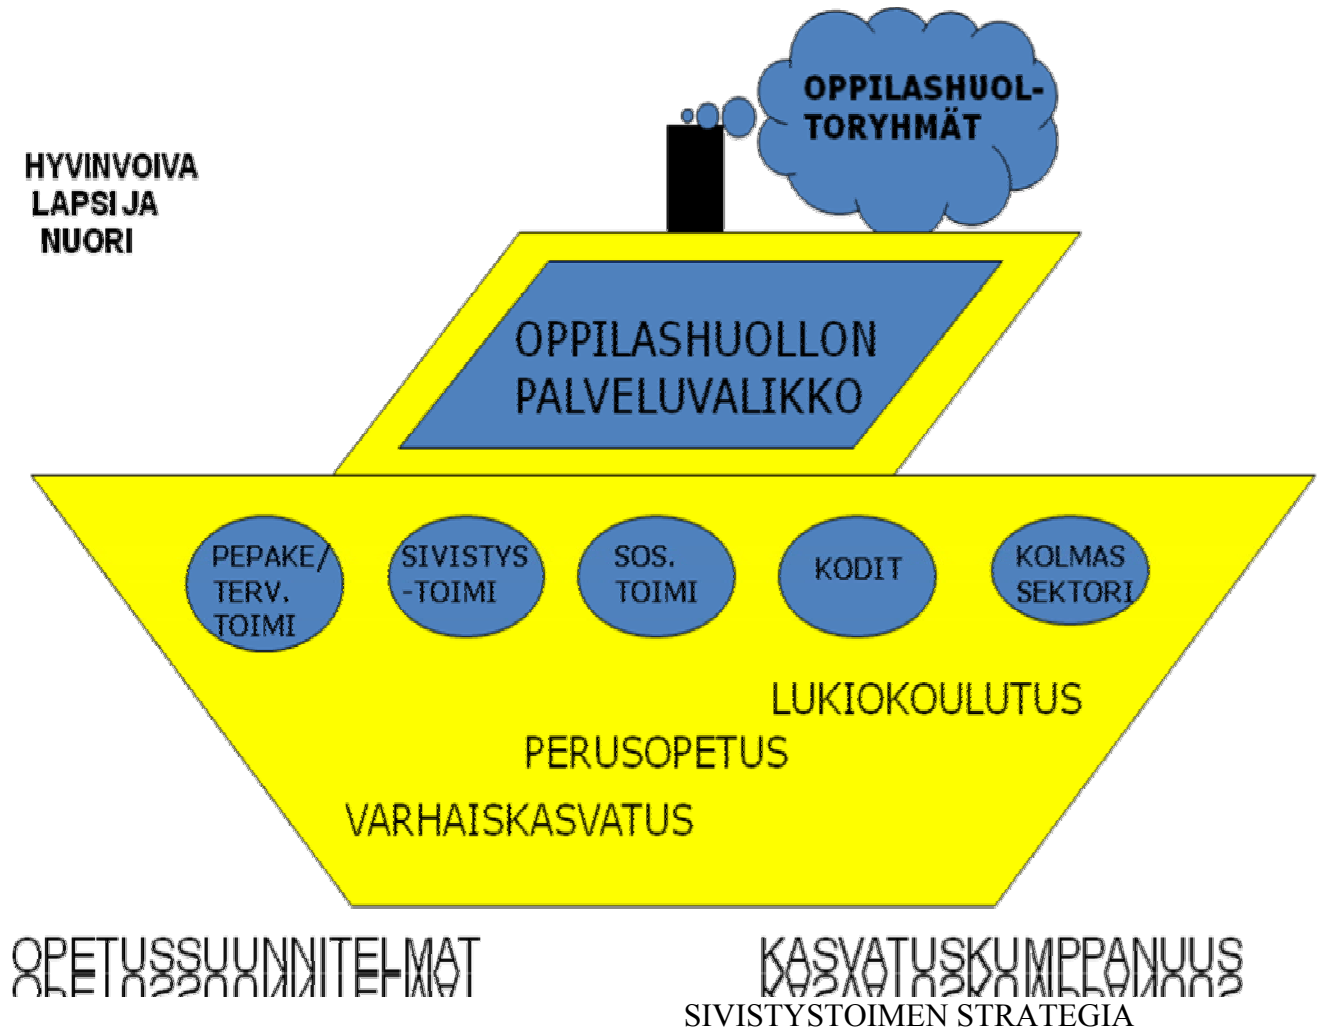 OPPILASHUOL-
TORYHMÄT
HYVINVOIVA
LAPSI JA
NUORI
OPPILASHUOLLON
PALVELUVALIKKO
PEPAKE/
TERV.
TOIMI
SIVISTYS
-TOIMI
SOS.
TOIMI
KODIT
KOLMAS
SEKTORI
LUKIOKOULUTUS
PERUSOPETUS
VARHAISKASVATUS
OPETUSSUUNNITELMAT
KASVATUSKUMPPANUUS
SIVISTYSTOIMEN STRATEGIA